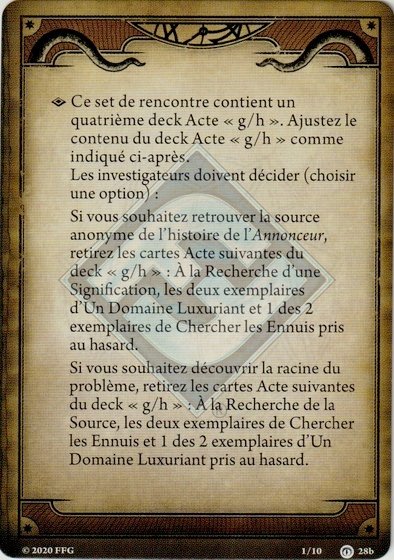 Ce set de rencontre contient un
quatrième deck Acte « g/h ». Ajustez le
contenu du deck Acte « g/h » comme
indiqué ci-après.
Les investigateurs doivent décider (choisir
une option) :
Si vous souhaitez retrouver la source
anonyme de l'histoire de l'Annonceur,
retirez les cartes Acte suivantes du
deck « g/h » : À la Recherche d'une
Signification, les deux exemplaires
d'Un Domaine Luxuriant et 1 des 2
exemplaires de Chercher les Ennuis pris
au hasard.
Si vous souhaitez découvrir la racine du
problème, retirez les cartes Acte suivantes
du deck « g/h » : À la Recherche de la
Source, les deux exemplaires de Chercher
les Ennuis et 1 des 2 exemplaires d'Un
Domaine Luxuriant pris au hasard.
© 2020 FFG 1/10 28b